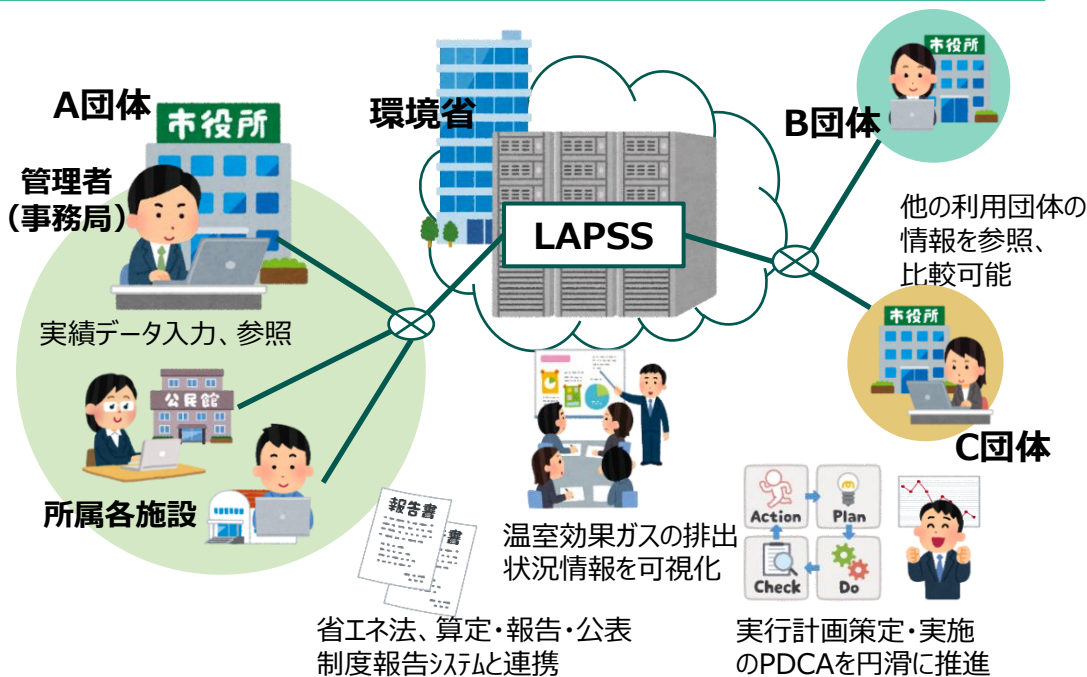 A団体
市役所
管理者
（事務局）
実績データ入力、参照
公民館
所属各施設
環境省
LAPSS
B団体
市役所
他の利用団体の
情報を参照、
比較可能
市役所
C団体
報告書
省エネ法、算定・報告・公表
制度報告システムと連携
温室効果ガスの排出
状況情報を可視化
Action
Plan
Check
Do
実行計画策定・実施
のPDCAを円滑に推進